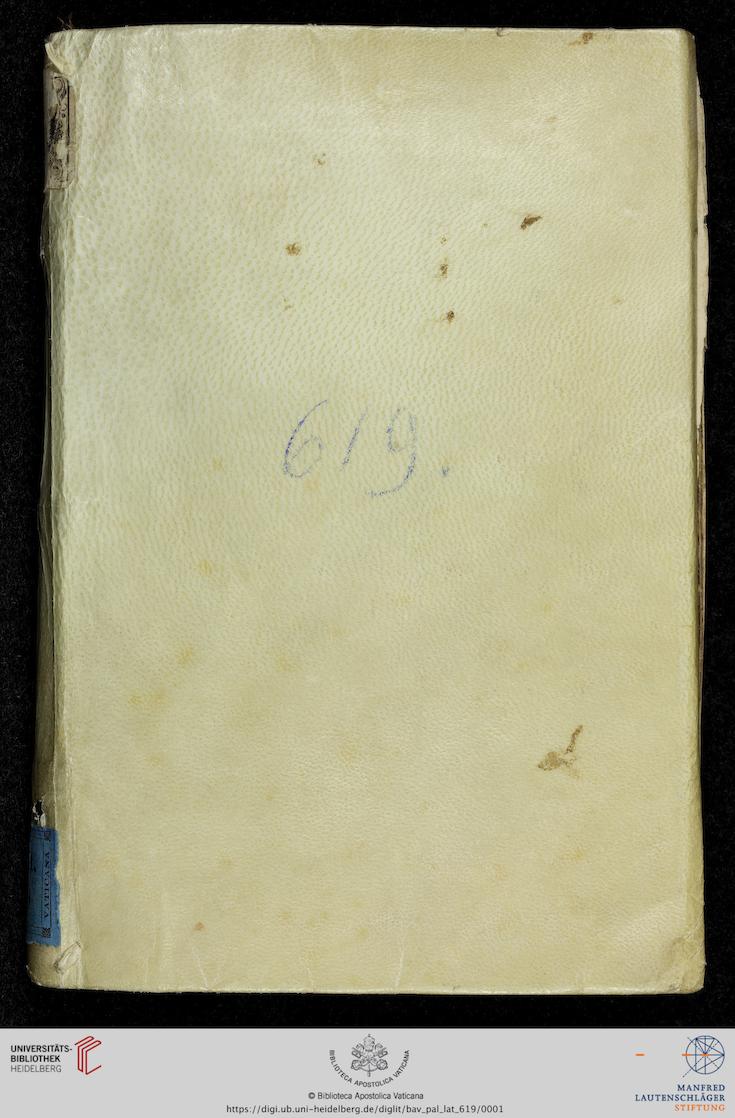 619.
VATICANA
UNIVERSITÄTS-
BIBLIOTHEK
HEIDELBERG
BIBLIOTECA APOSTOLICA VATICANA
© Biblioteca Apostolica Vaticana
https://digi.ub.uni-heidelberg.de/diglit/bav_pal_lat_619/0001
MANFRED
LAUTENSCHLÄGER
STIFTUNG